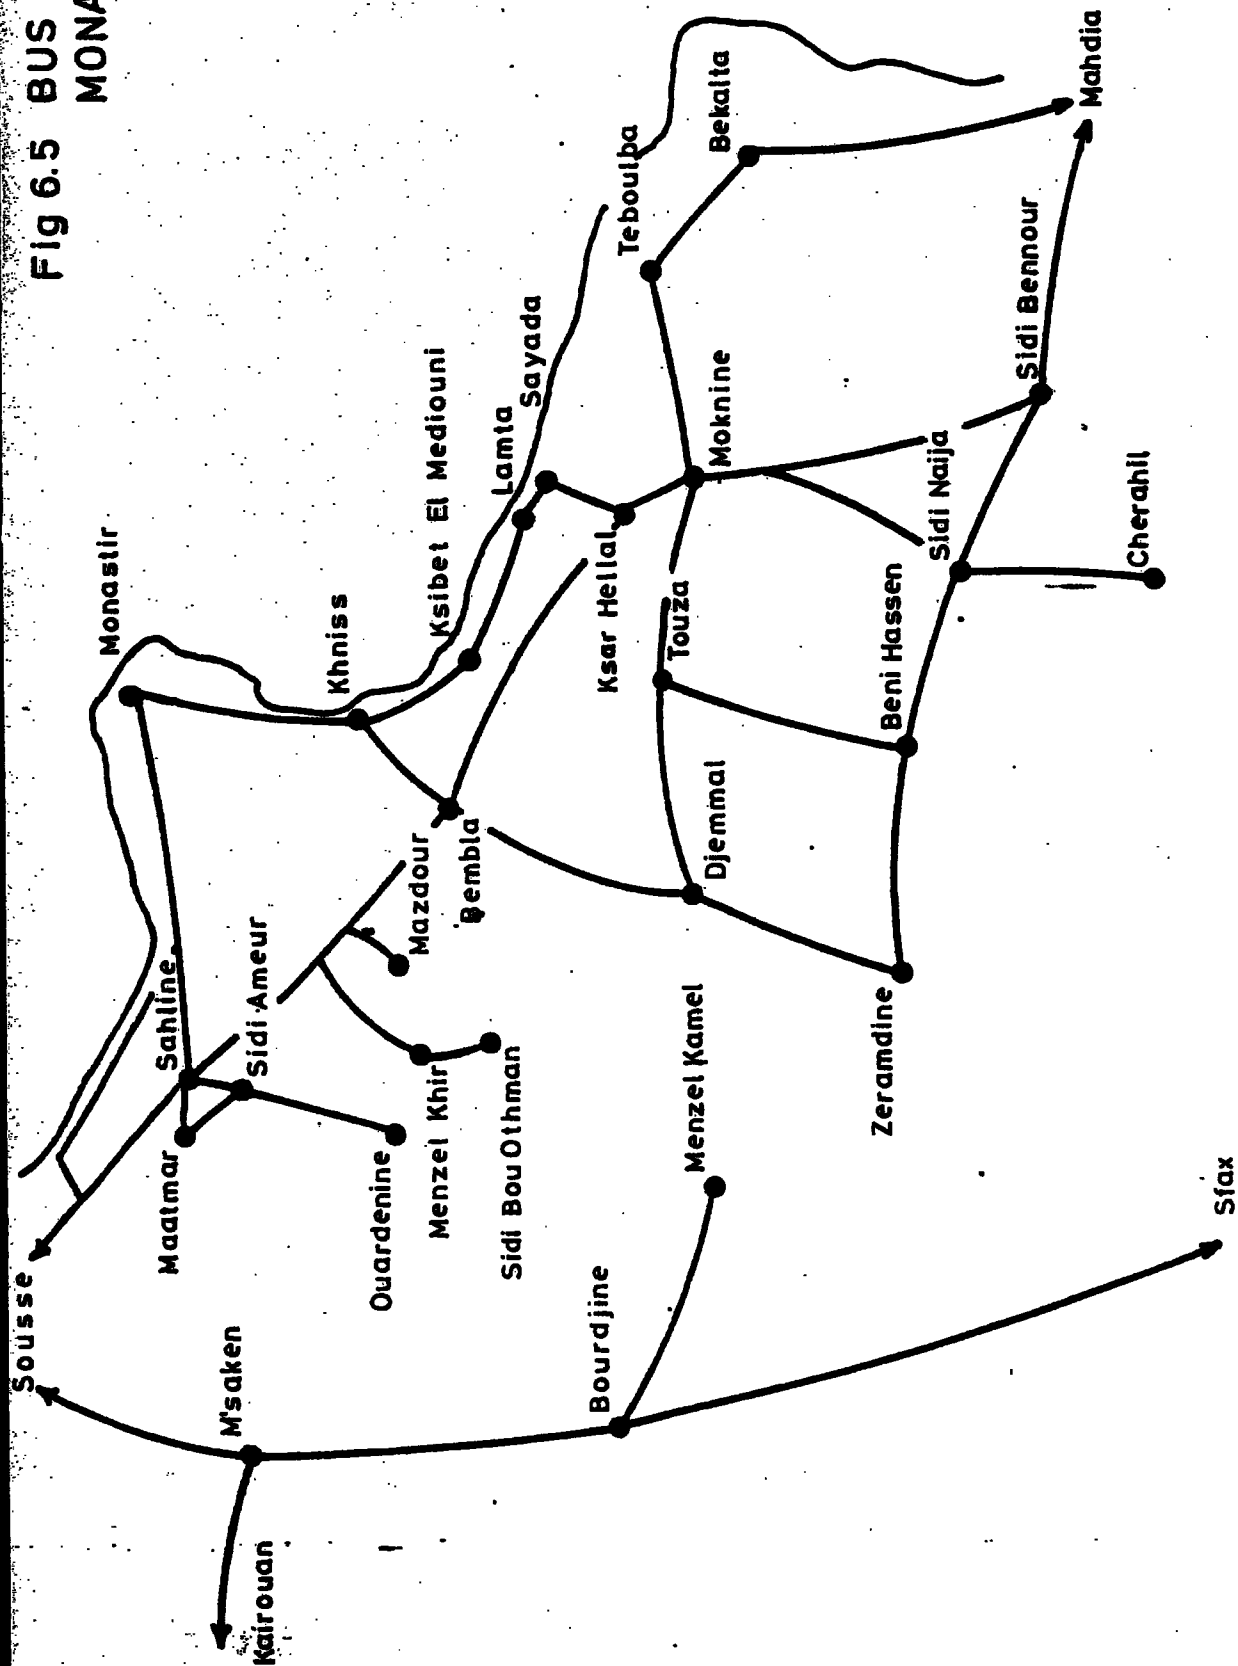 Fig 6.5 BUS
MONA
Sousse
Monastir
Sahline
Maatmar
Sidi Ameur
M'saken
Kairouan
Khniss
Ouardenine
Mazdour
Ksibet El Mediouni
Menzel Khir
Bembla
Lamta
Sidi Bou Othman
Sayada
Bourdjine
Ksar Hellal
Teboulba
Touza
Menzel Kamel
Djemmal
Moknine
Bekalta
Zeramdine
Beni Hassen
Sidi Naija
Sidi Bennour
Mahdia
Cherahil
Sfax